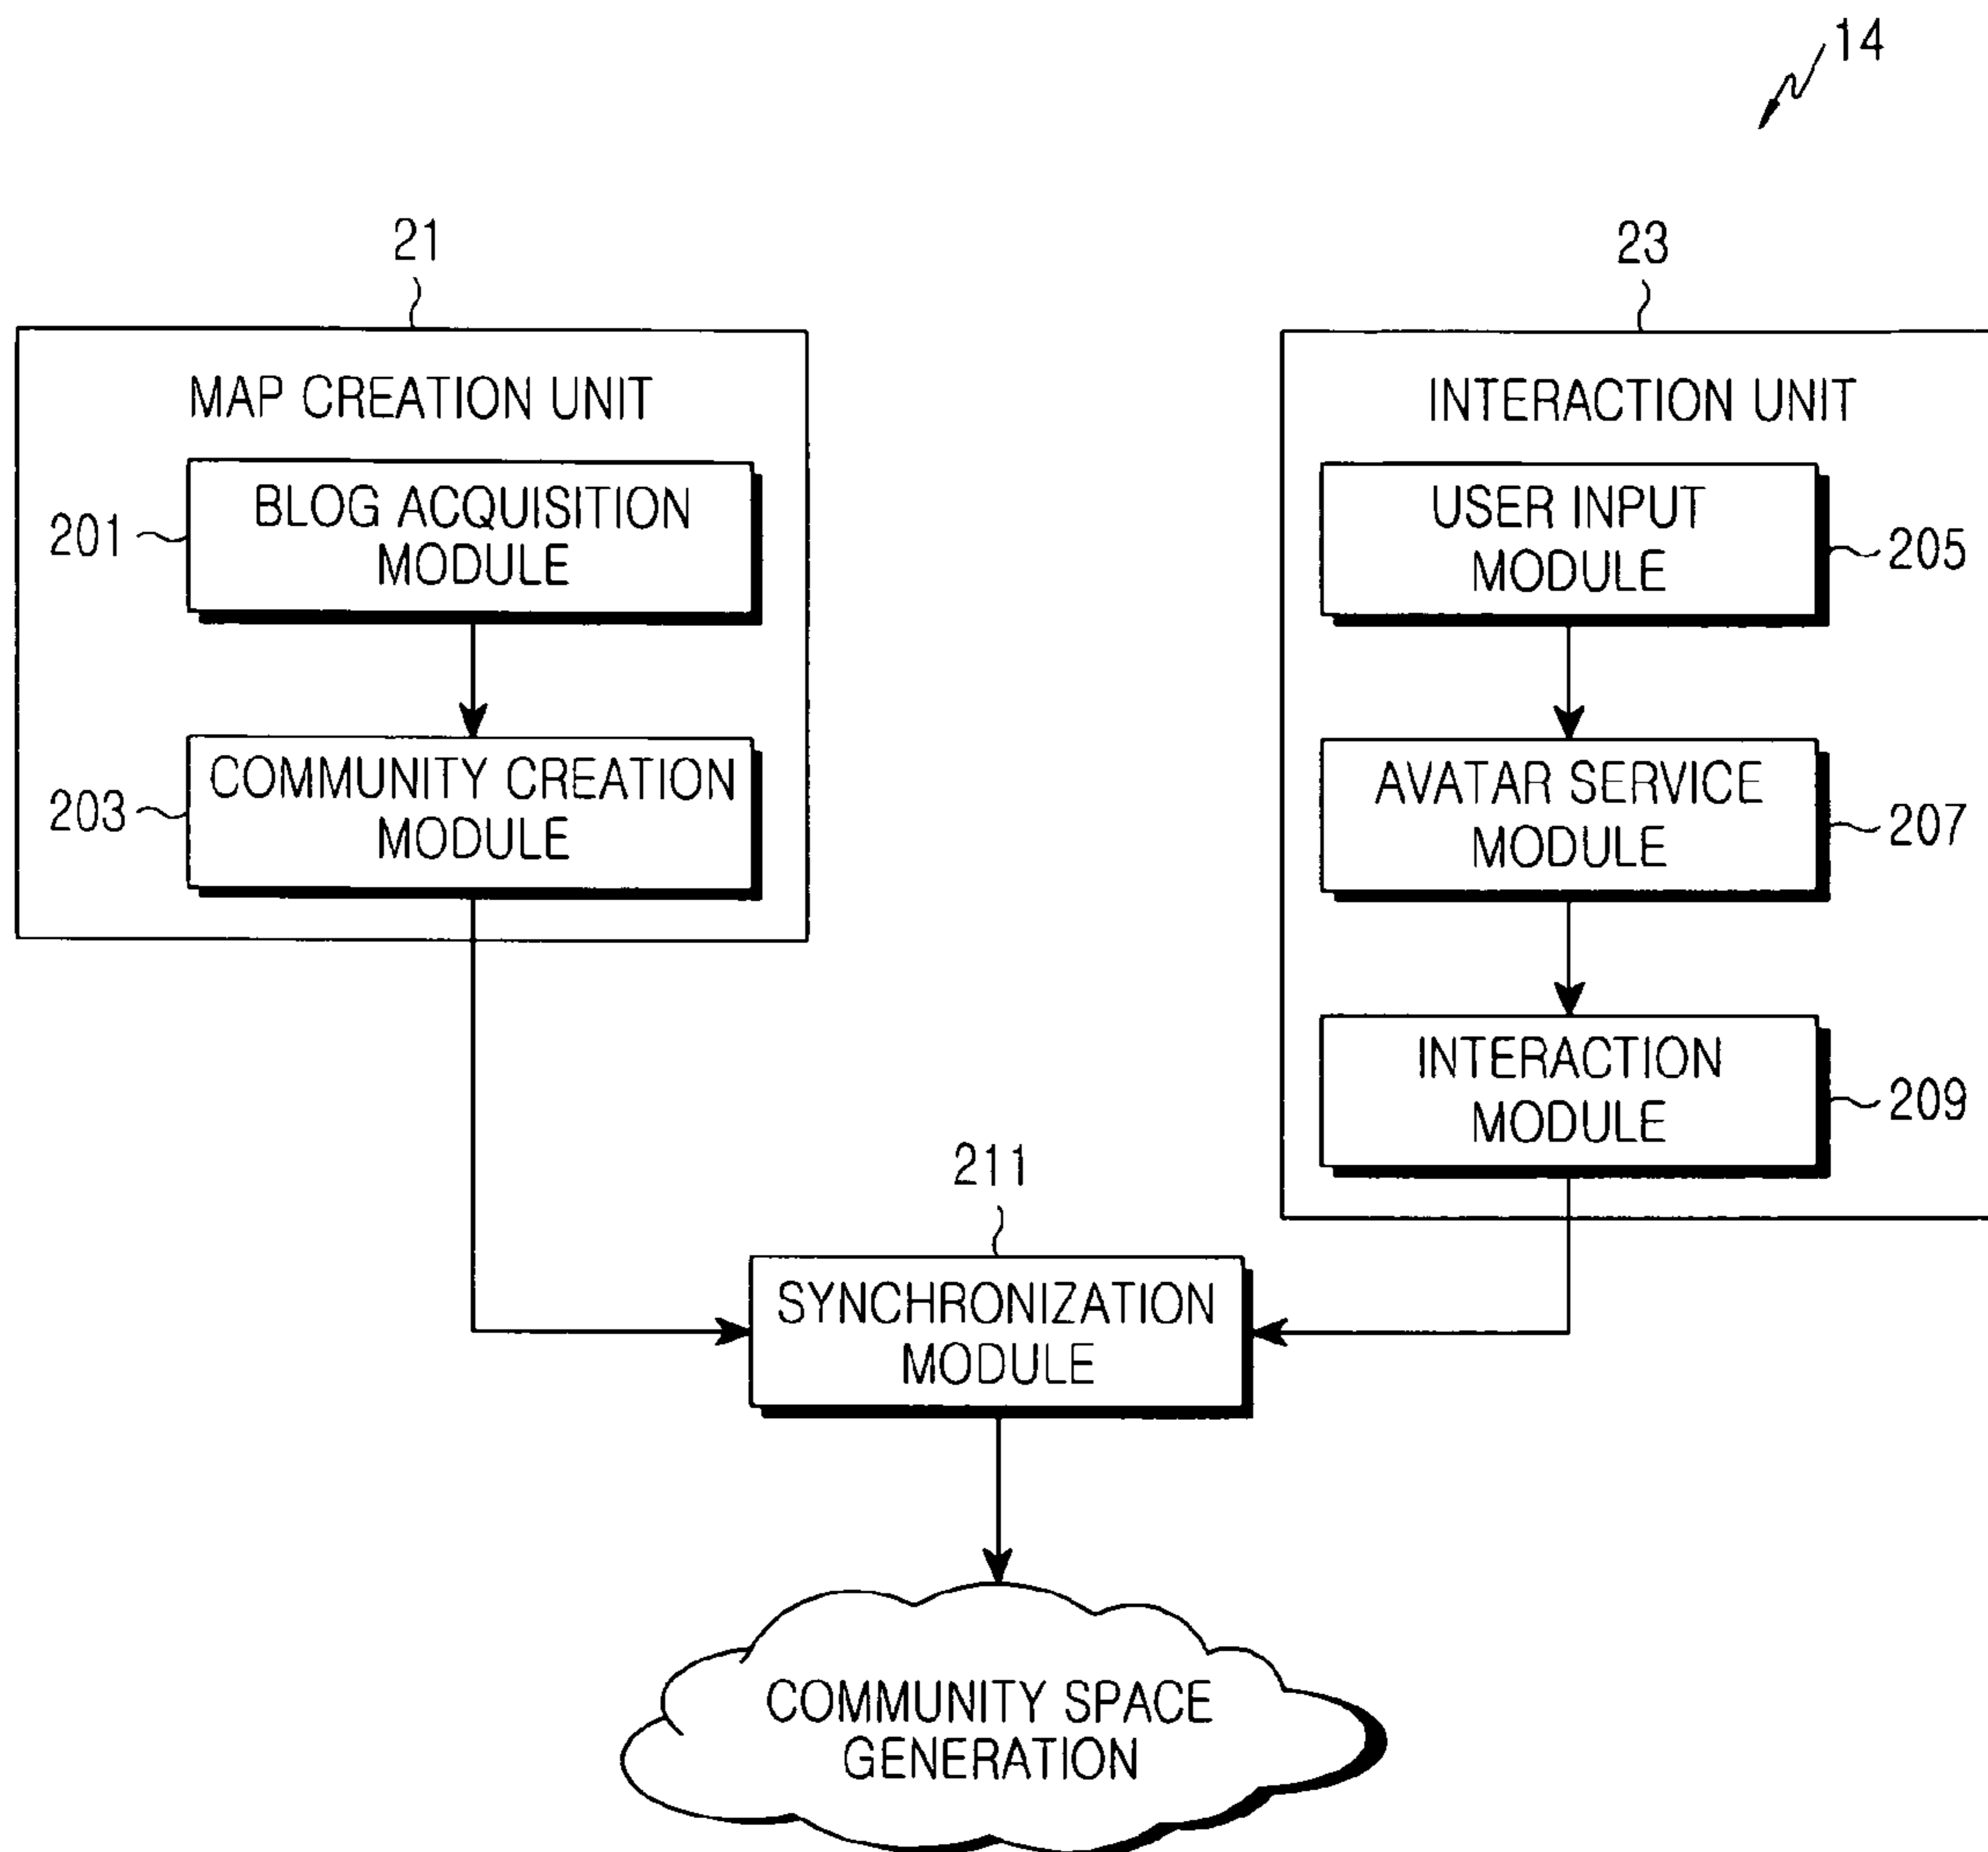 14
21
MAP CREATION UNIT
201
BLOG ACQUISITION
MODULE
203
COMMUNITY CREATION
MODULE
23
INTERACTION UNIT
USER INPUT
MODULE
205
AVATAR SERVICE
MODULE
207
INTERACTION
MODULE
209
211
SYNCHRONIZATION
MODULE
COMMUNITY SPACE
GENERATION